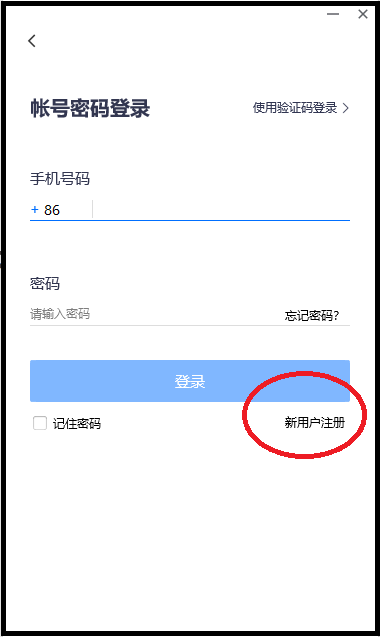 帐号密码登录
使用验证码登录
手机号码
+ 86
密码
请输入密码
忘记密码?
登录
记住密码
新用户注册